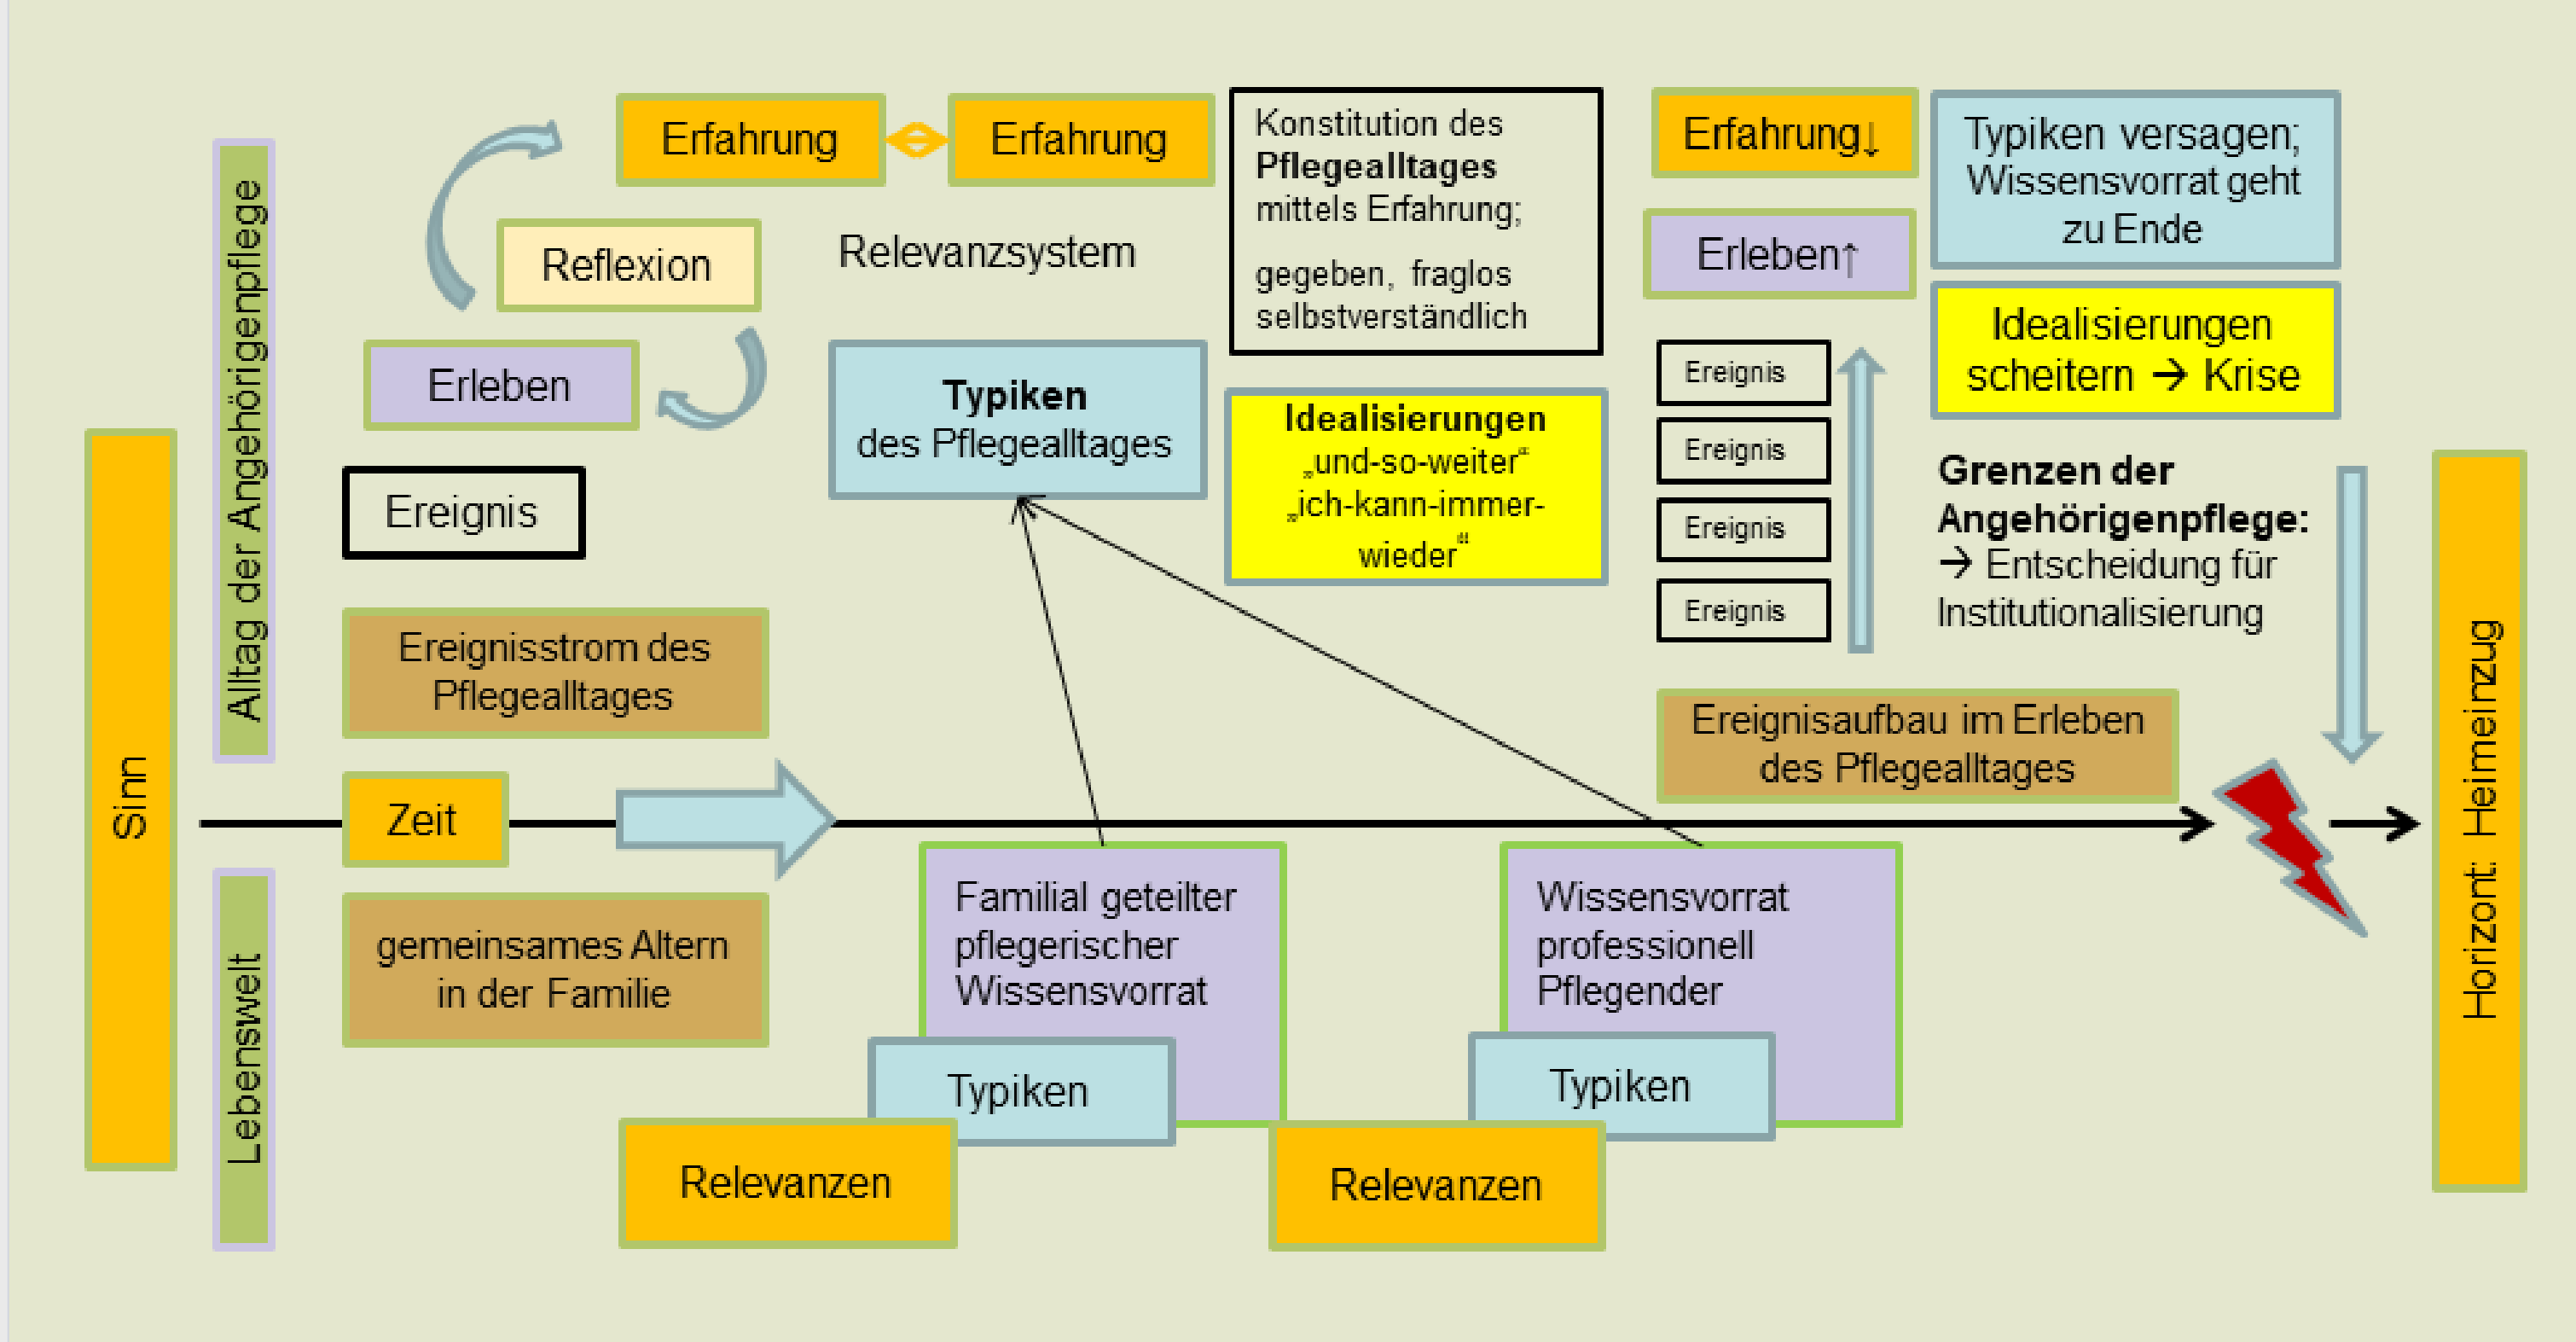 Sinn
Alltag der Angehörigenpflege
Lebenswelt
Erfahrung
Erfahrung
Reflexion
Relevanzsystem
Erleben
Ereignis
Typiken
des Pflegealltages
Konstitution des
Pflegealltages
mittels Erfahrung;
gegeben, fraglos
selbstverständlich
Idealisierungen
„und-so-weiter“
„ich-kann-immer-
wieder“
Erfahrung↓
Erleben↑
Ereignis
Ereignis
Ereignis
Ereignis
Typiken versagen;
Wissensvorrat geht
zu Ende
Idealisierungen
scheitern → Krise
Grenzen der
Angehörigenpflege:
→ Entscheidung für
Institutionalisierung
Ereignisstrom des
Pflegealltages
Ereignisaufbau im Erleben
des Pflegealltages
Zeit
gemeinsames Altern
in der Familie
Familial geteilter
pflegerischer
Wissensvorrat
Typiken
Relevanzen
Wissensvorrat
professionell
Pflegender
Typiken
Relevanzen
Horizont: Heimeinzug